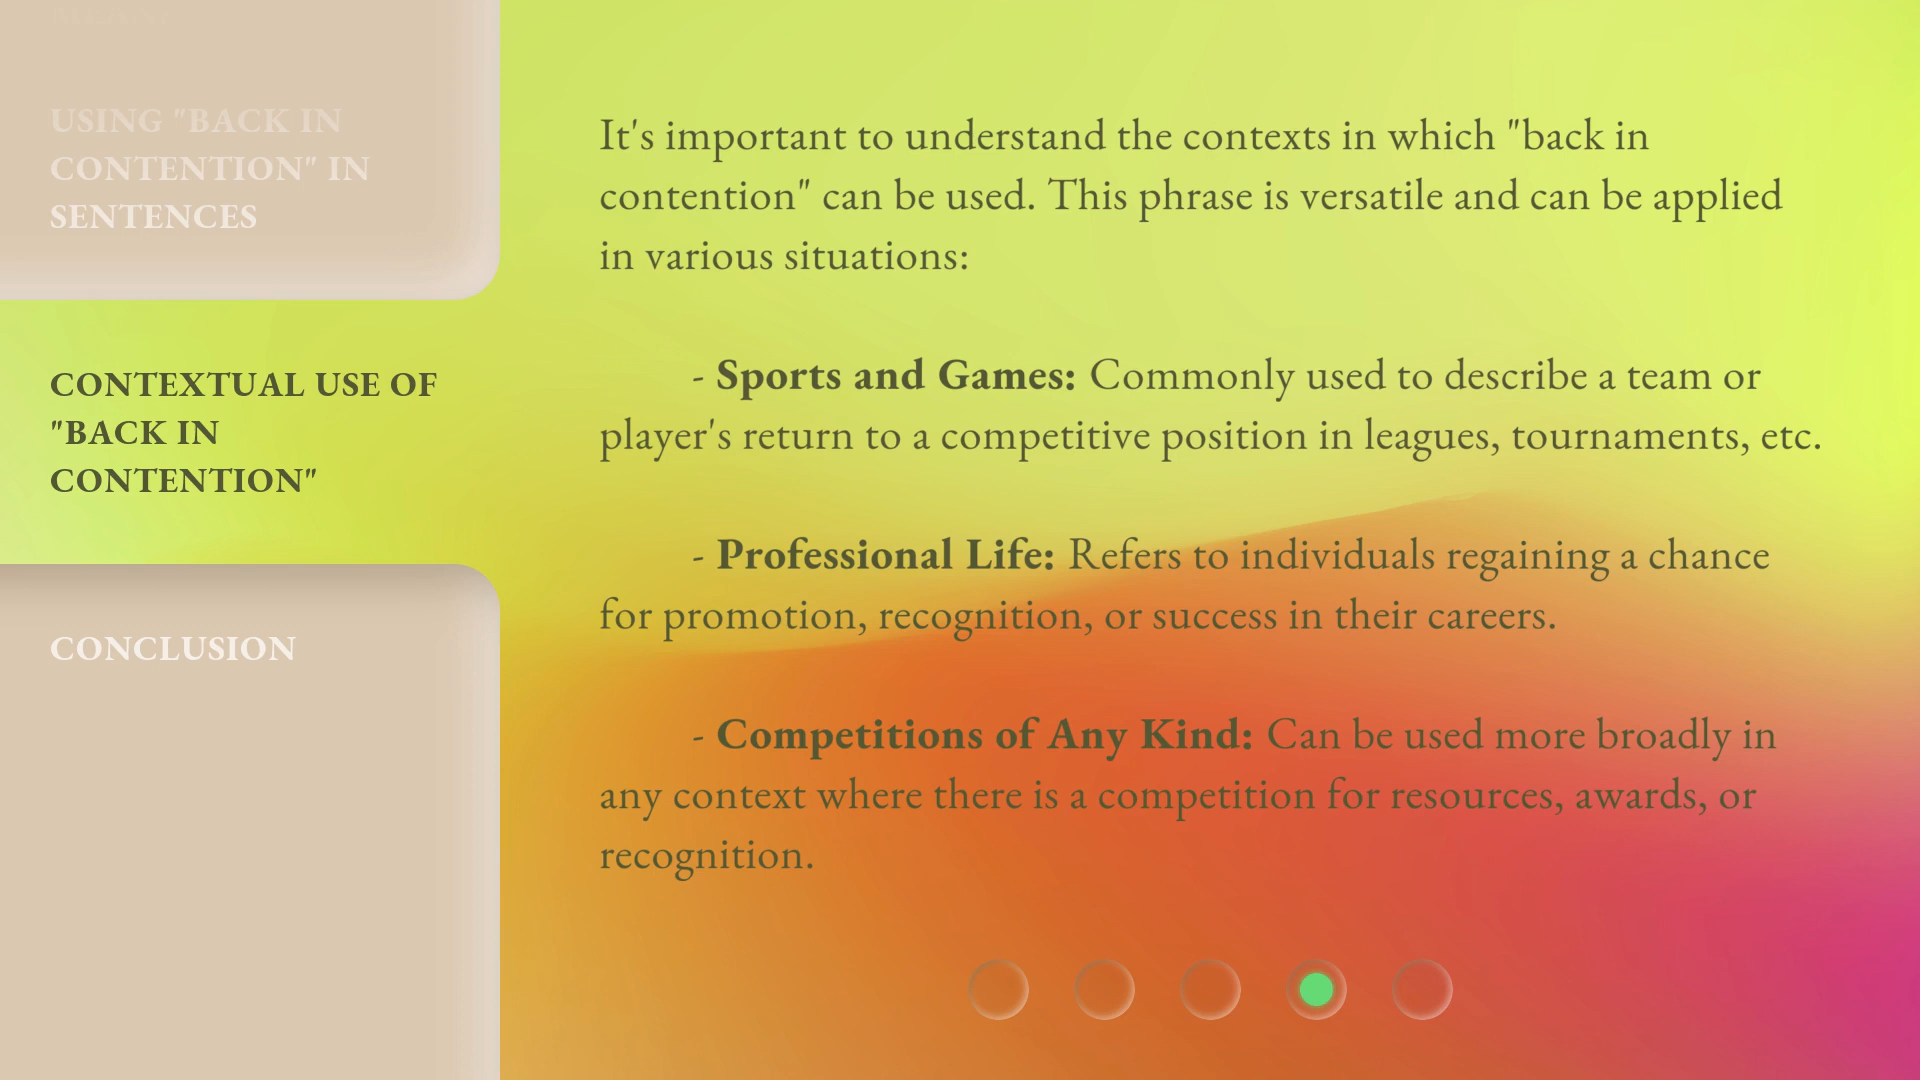 USING "BACK IN
CONTENTION" IN
SENTENCES
CONTEXTUAL USE OF
"BACK IN
CONTENTION"
CONCLUSION
It's important to understand the contexts in which "back in
contention" can be used. This phrase is versatile and can be applied
in various situations:
- Sports and Games: Commonly used to describe a team or
player's return to a competitive position in leagues, tournaments, etc.
- Professional Life: Refers to individuals regaining a chance
for promotion, recognition, or success in their careers.
- Competitions of Any Kind: Can be used more broadly in
any context where there is a competition for resources, awards, or
recognition.